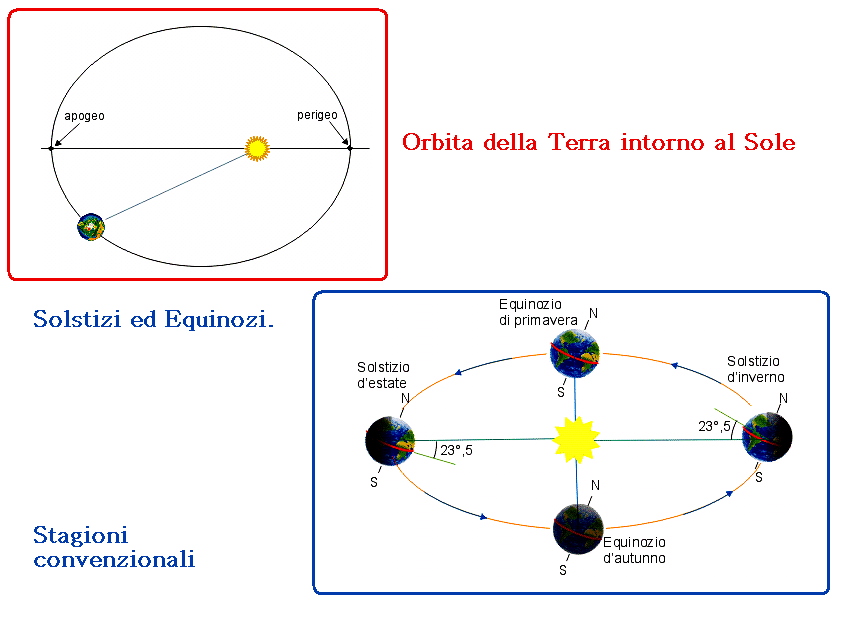 apogeo
perigeo
Orbita della Terra intorno al Sole
Solstizi ed Equinozi.
Equinozio
di primavera
N
S
Solstizio
d'estate
N
23°,5
S
Solstizio
d'inverno
N
23°,5
S
N
Equinozio
d'autunno
S
Stagioni
convenzionali